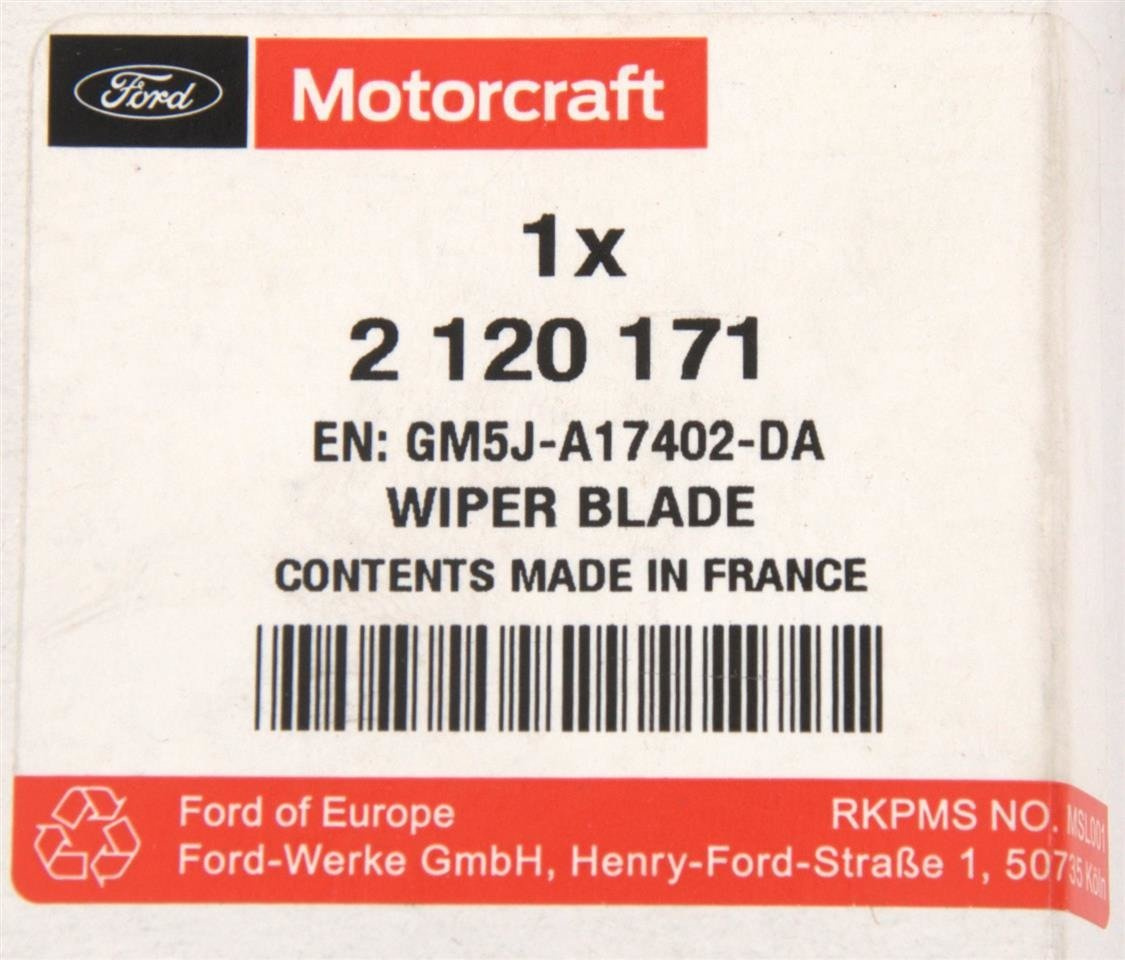 Ford Motorcraft
1x
2 120 171
EN: GM5J-A17402-DA
WIPER BLADE
CONTENTS MADE IN FRANCE
Ford of Europe RKPMS NO. MSL001
Ford-Werke GmbH, Henry-Ford-Straße 1, 50735 Köln